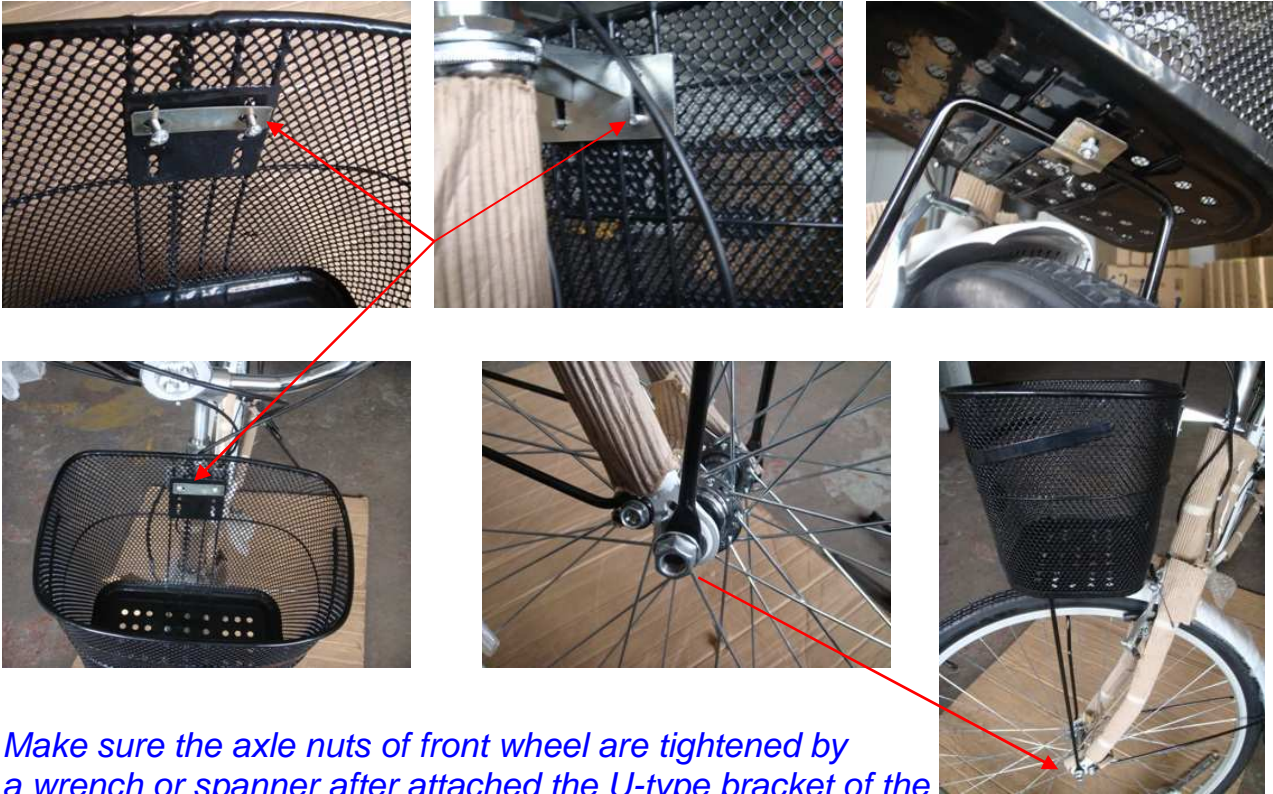 Make sure the axle nuts of front wheel are tightened by
a wrench or spanner after attached the U-type bracket of the